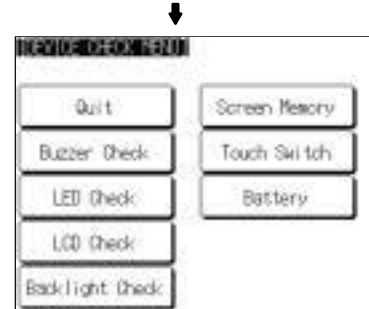 [DEVICE CHECK MENU]
Quit
Screen Memory
Buzzer Check
Touch Switch
LED Check
Battery
LCD Check
Backlight Check